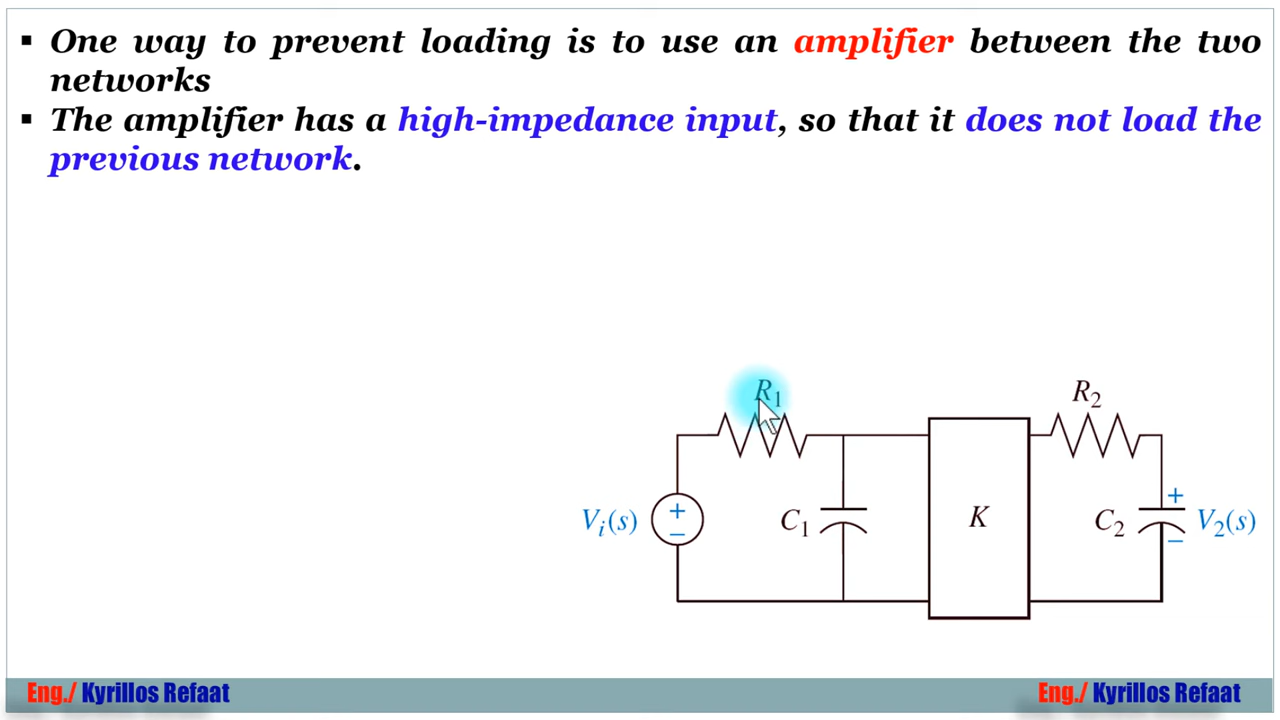 ▪ One way to prevent loading is to use an amplifier between the two
networks
▪ The amplifier has a high-impedance input, so that it does not load the
previous network.
R₁
R₂
+
Vᵢ(s)
+
−
C₁
K
C₂
V₂(s)
−
Eng./ Kyrillos Refaat
Eng./ Kyrillos Refaat